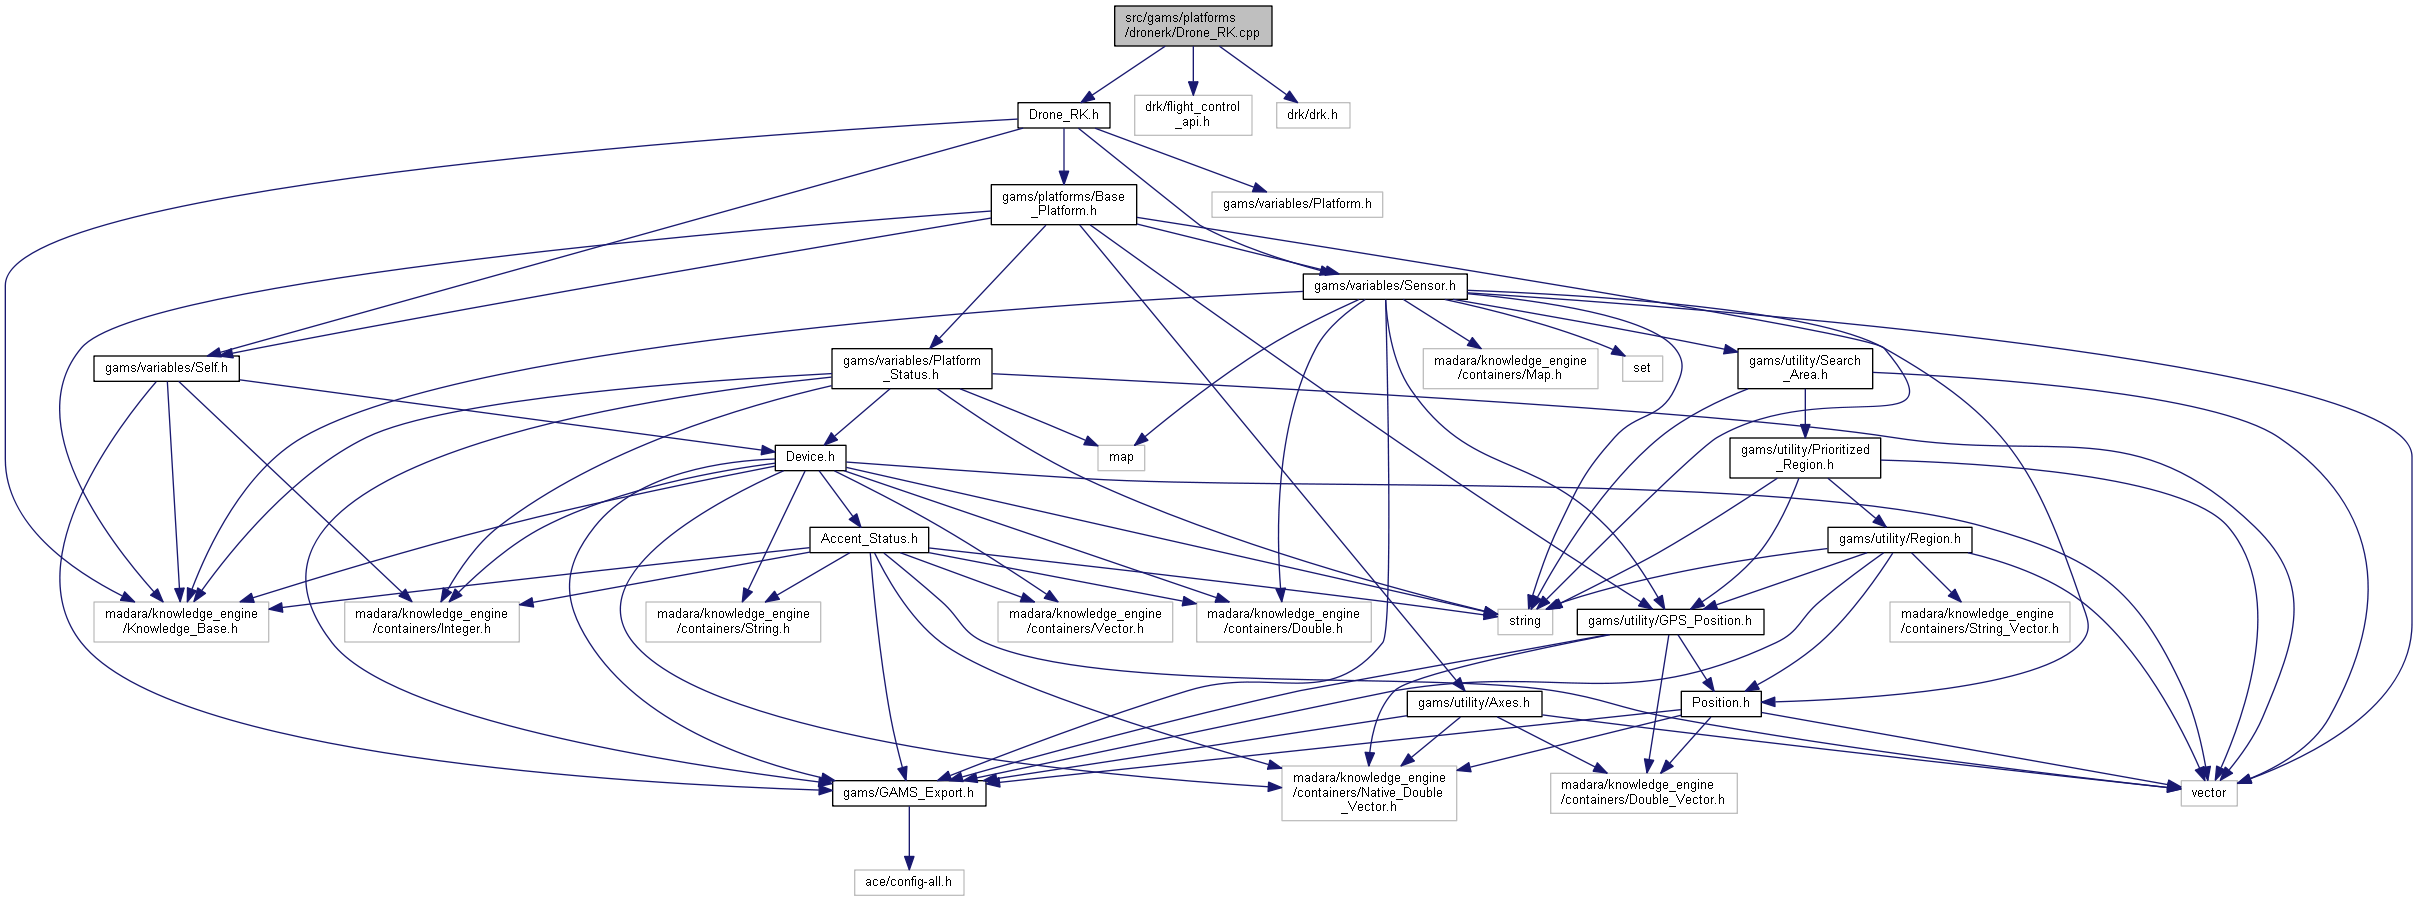 src/gams/platforms
/dronerk/Drone_RK.cpp
Drone_RK.h
drk/flight_control
_api.h
drk/drk.h
gams/platforms/Base
_Platform.h
gams/variables/Platform.h
gams/variables/Sensor.h
gams/variables/Self.h
gams/variables/Platform
_Status.h
madara/knowledge_engine
/containers/Map.h
set
gams/utility/Search
_Area.h
Device.h
map
gams/utility/Prioritized
_Region.h
Accent_Status.h
gams/utility/Region.h
madara/knowledge_engine
/Knowledge_Base.h
madara/knowledge_engine
/containers/Integer.h
madara/knowledge_engine
/containers/String.h
madara/knowledge_engine
/containers/Vector.h
madara/knowledge_engine
/containers/Double.h
string
gams/utility/GPS_Position.h
madara/knowledge_engine
/containers/String_Vector.h
gams/utility/Axes.h
Position.h
gams/GAMS_Export.h
madara/knowledge_engine
/containers/Native_Double
_Vector.h
madara/knowledge_engine
/containers/Double_Vector.h
vector
ace/config-all.h